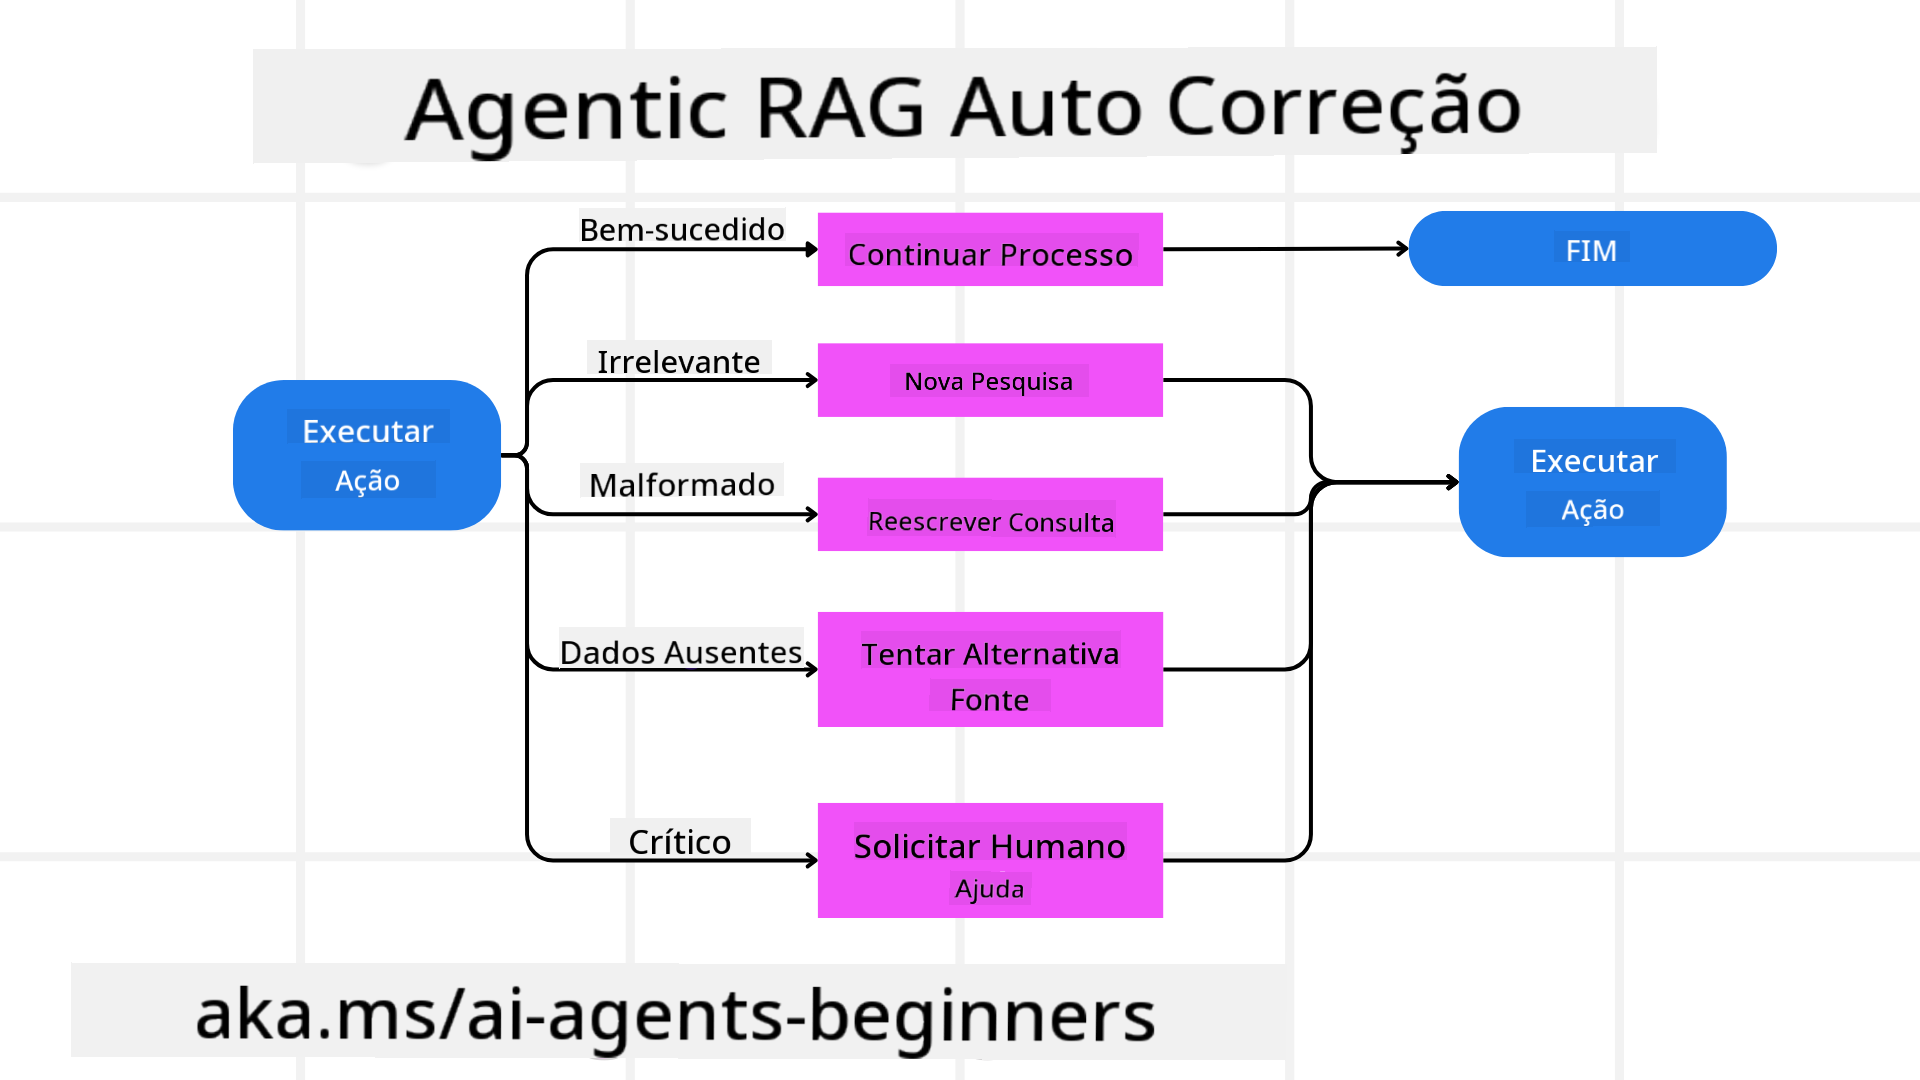 Agentic RAG Auto Correção
Bem-sucedido
Continuar Processo
FIM
Irrelevante
Nova Pesquisa
Executar
Ação
Malformado
Reescrever Consulta
Executar
Ação
Dados Ausentes
Tentar Alternativa
Fonte
Crítico
Solicitar Humano
Ajuda
aka.ms/ai-agents-beginners